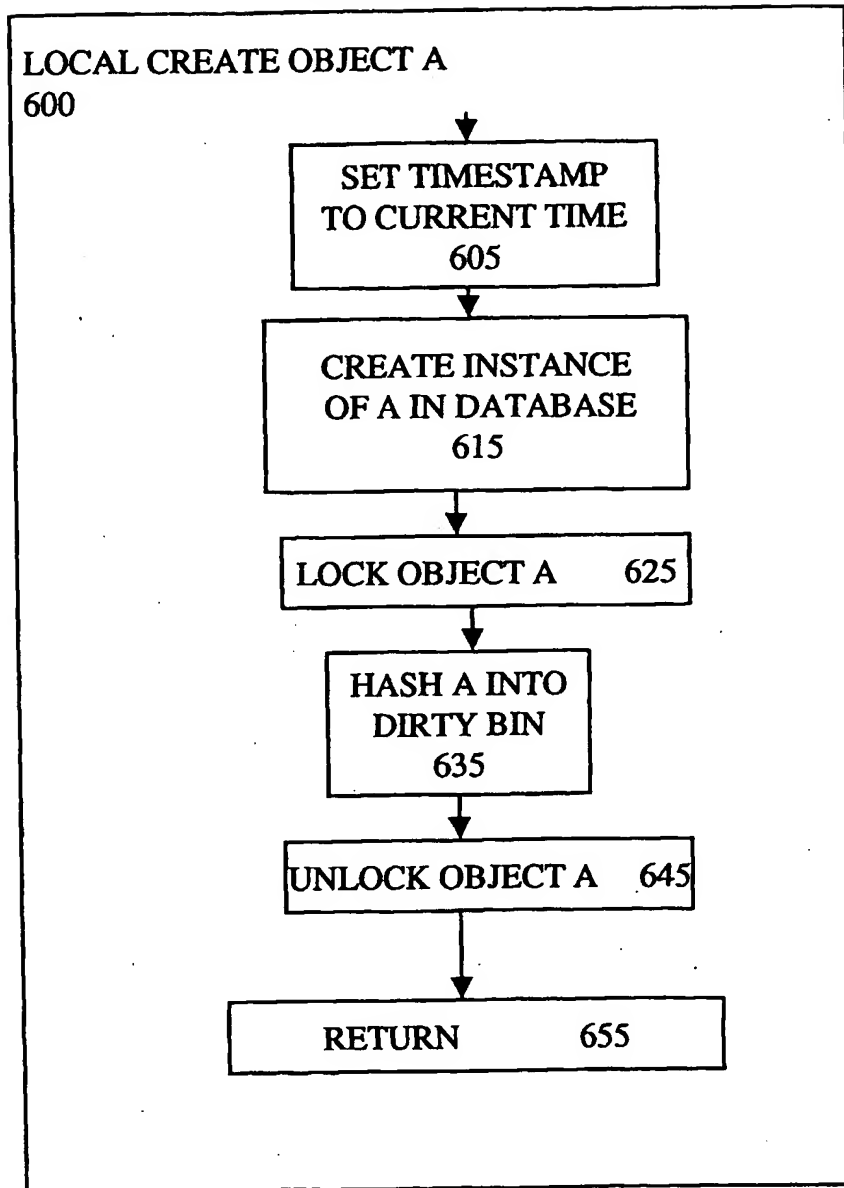 LOCAL CREATE OBJECT A
600
SET TIMESTAMP
TO CURRENT TIME
605
CREATE INSTANCE
OF A IN DATABASE
615
LOCK OBJECT A 625
HASH A INTO
DIRTY BIN
635
UNLOCK OBJECT A 645
RETURN 655